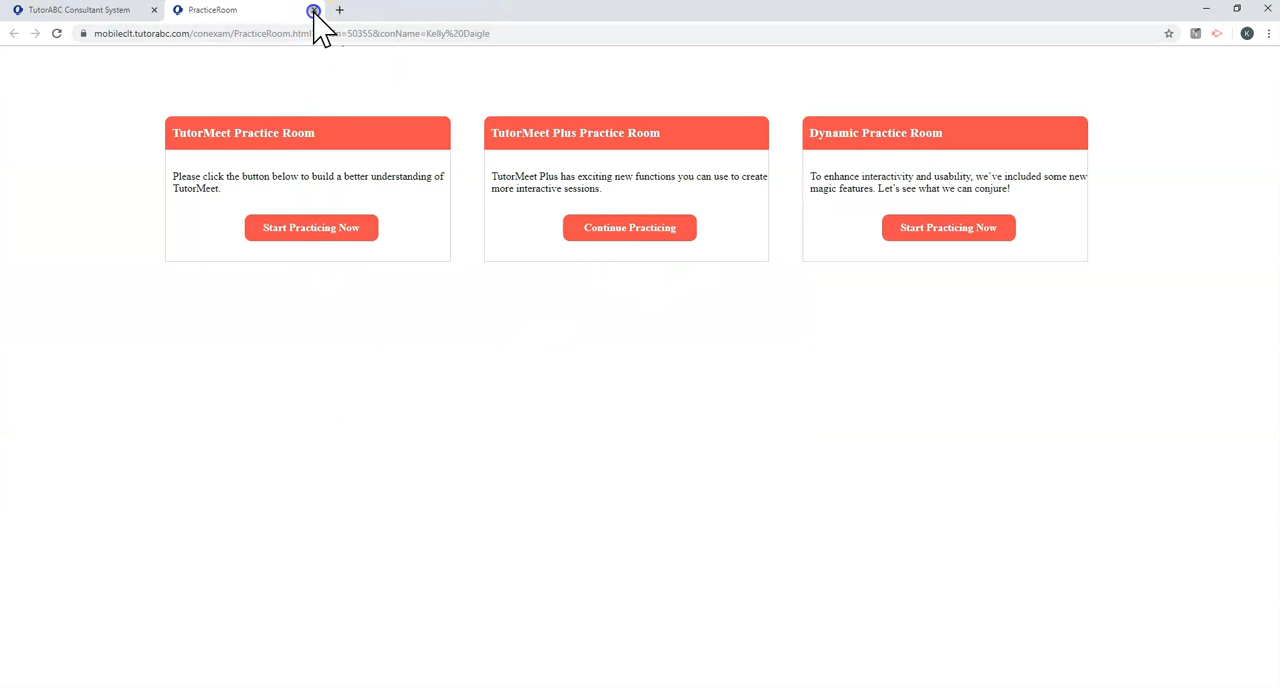 TutorABC Consultant System
PracticeRoom
mobileclt.tutorabc.com/conexam/PracticeRoom.html
=50355&conName=Kelly%20Daigle
K
TutorMeet Practice Room
Please click the button below to build a better understanding of
TutorMeet.
Start Practicing Now
TutorMeet Plus Practice Room
TutorMeet Plus has exciting new functions you can use to create
more interactive sessions.
Continue Practicing
Dynamic Practice Room
To enhance interactivity and usability, we've included some new
magic features. Let's see what we can conjure!
Start Practicing Now